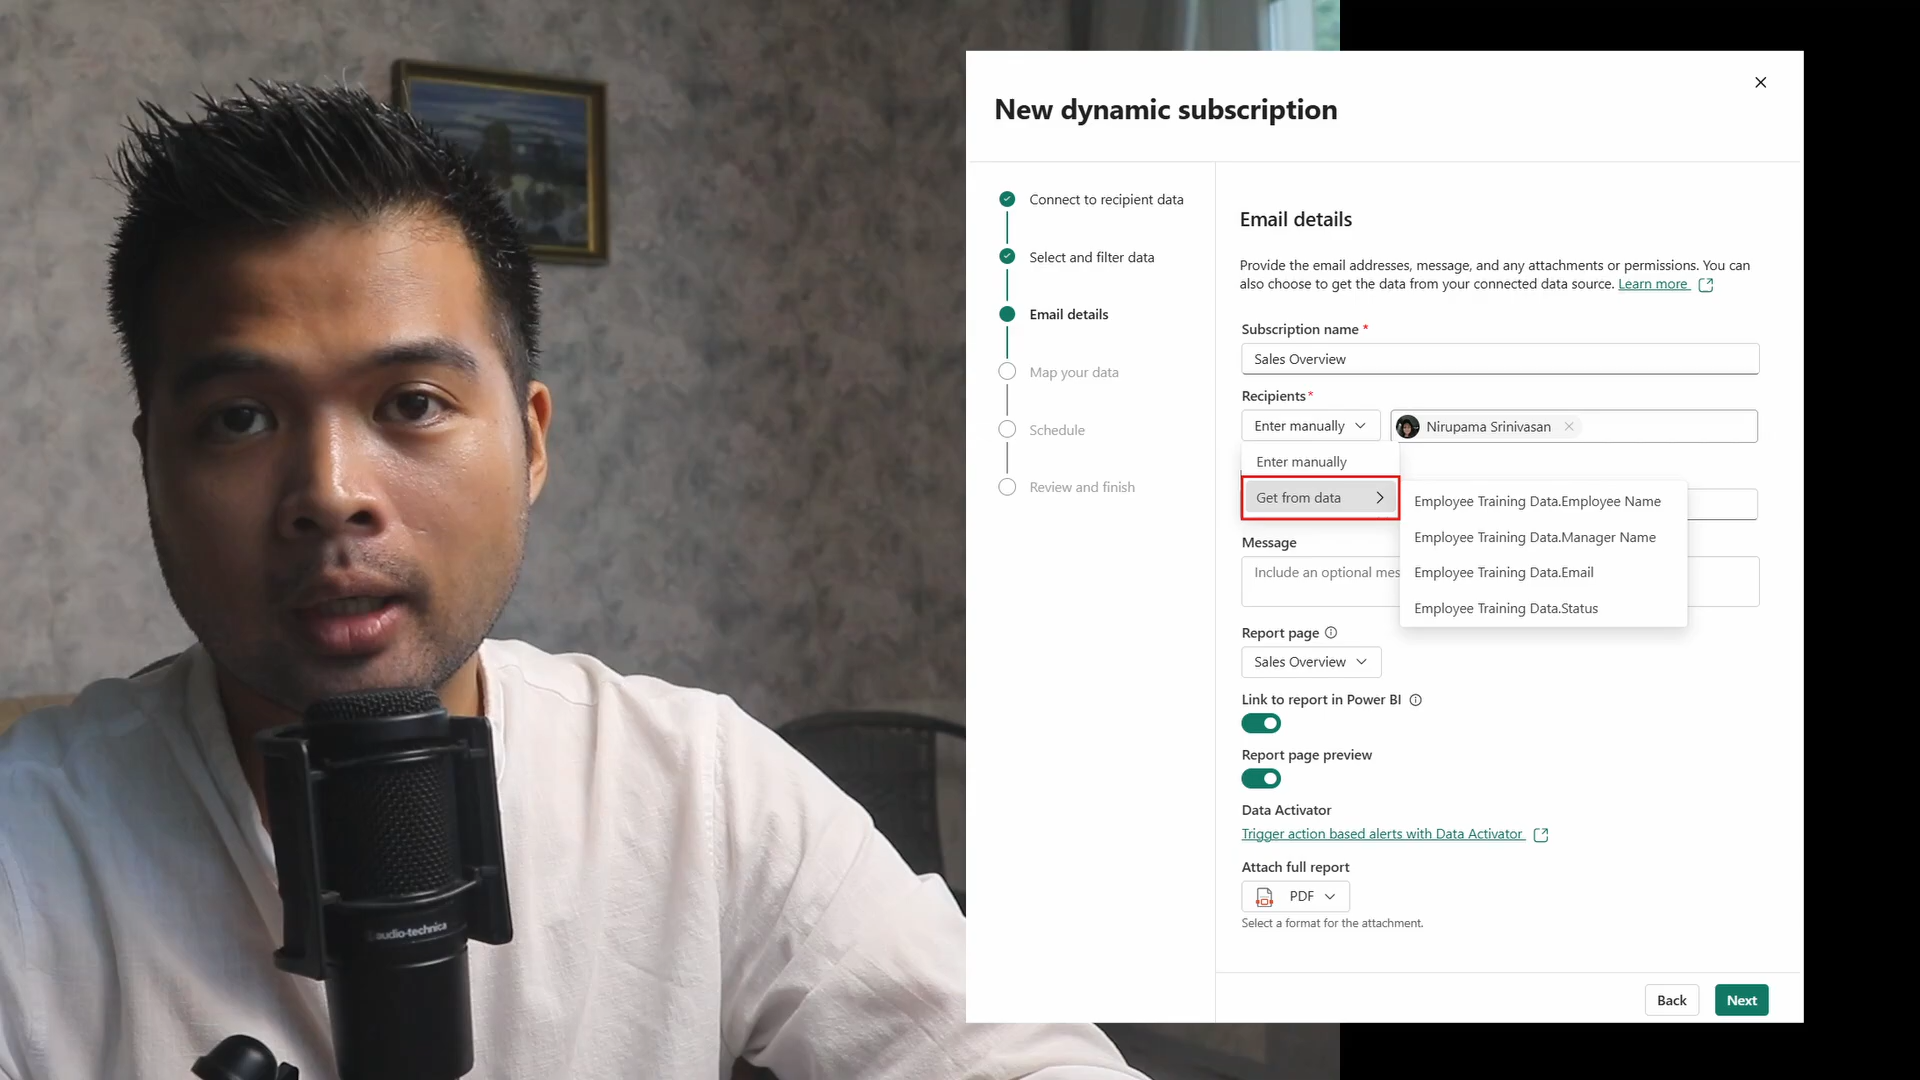 New dynamic subscription
Connect to recipient data
Select and filter data
Email details
Map your data
Schedule
Review and finish
Email details
Provide the email addresses, message, and any attachments or permissions. You can
also choose to get the data from your connected data source. Learn more
Subscription name *
Sales Overview
Recipients*
Enter manually
Nirupama Srinivasan
Enter manually
Get from data
Employee Training Data.Employee Name
Employee Training Data.Manager Name
Employee Training Data.Email
Employee Training Data.Status
Message
Include an optional mes
Report page
Sales Overview
Link to report in Power BI
Report page preview
Data Activator
Trigger action based alerts with Data Activator
Attach full report
PDF
Select a format for the attachment.
Back
Next
audio-technica